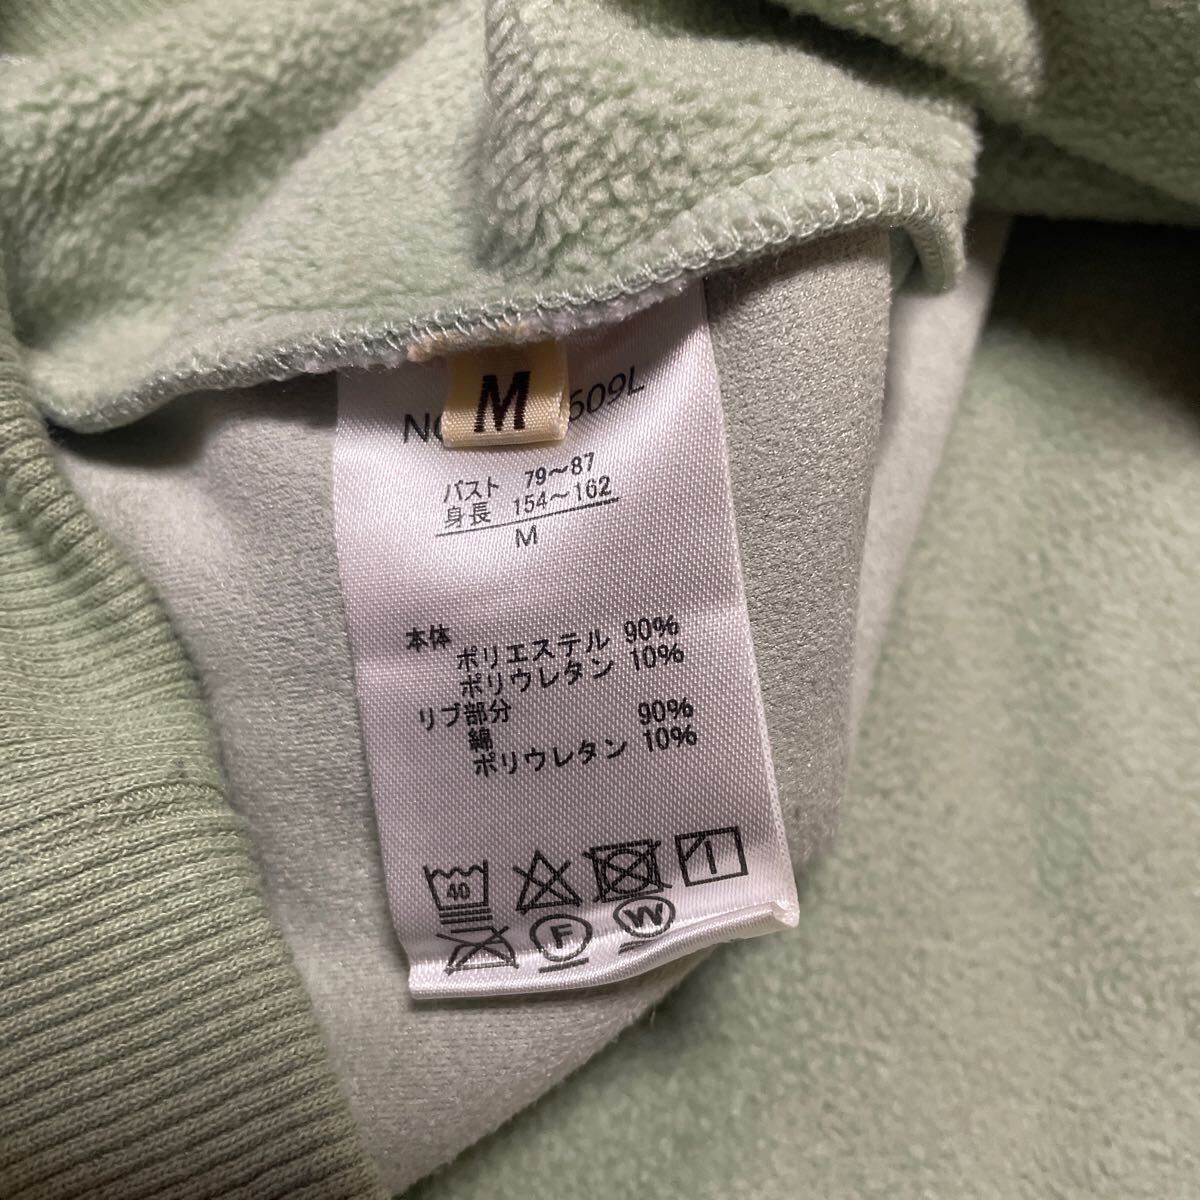 M
509L
バスト 79～87
身長 154～162
M
本体
ポリエステル 90%
ポリウレタン 10%
リブ部分
綿 90%
ポリウレタン 10%
40
F
W